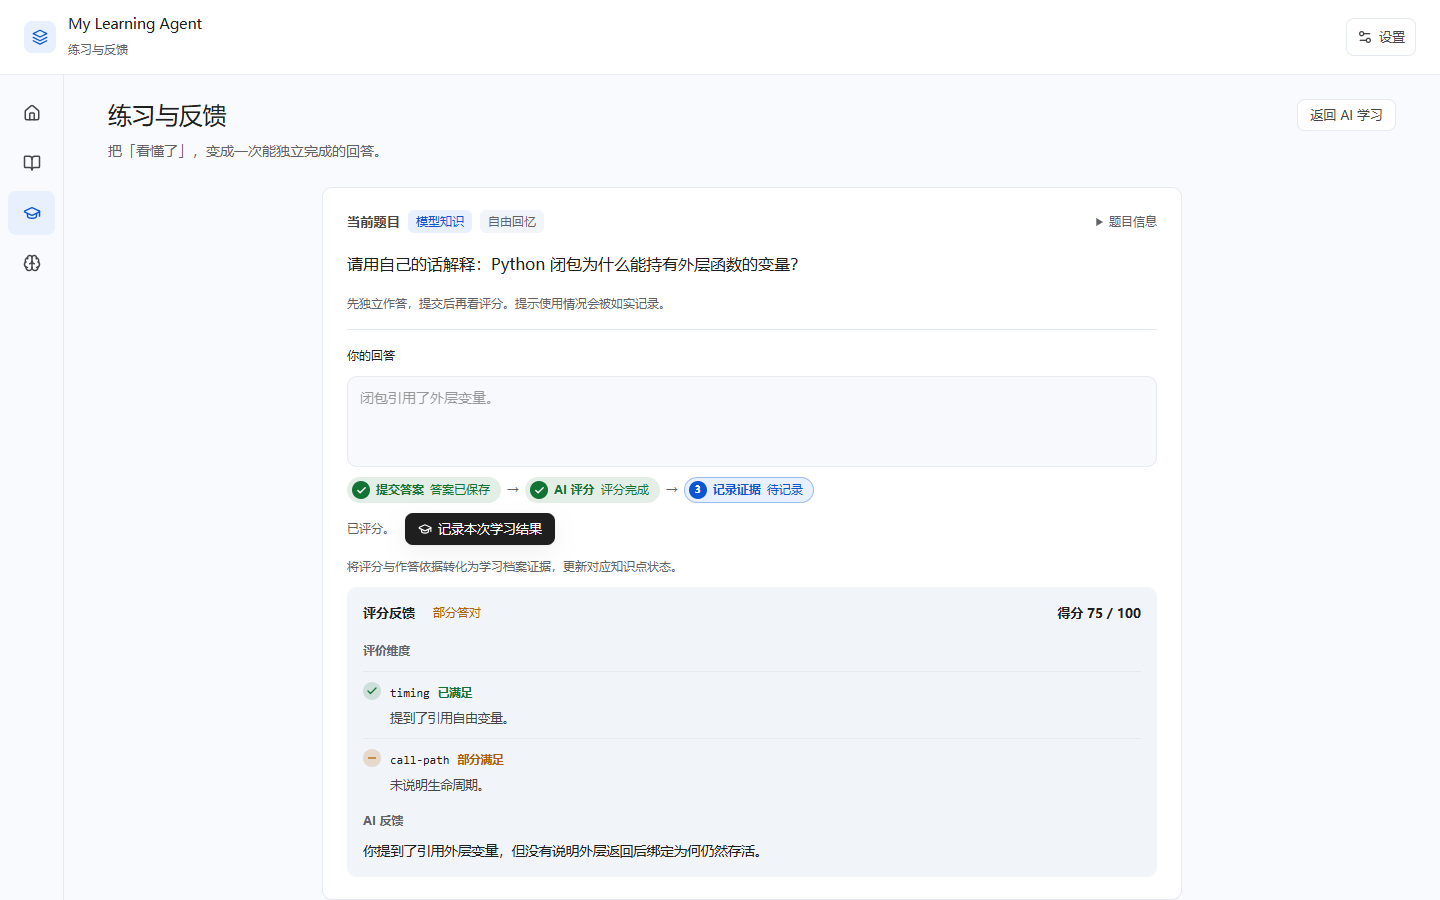 My Learning Agent
练习与反馈
设置
练习与反馈
返回 AI 学习
把「看懂了」，变成一次能独立完成的回答。
当前题目 模型知识 自由回忆
▶ 题目信息
请用自己的话解释：Python 闭包为什么能持有外层函数的变量？
先独立作答，提交后再看评分。提示使用情况会被如实记录。
你的回答
闭包引用了外层变量。
提交答案 答案已保存 → AI 评分 评分完成 → 3 记录证据 待记录
已评分。 记录本次学习结果
将评分与作答依据转化为学习档案证据，更新对应知识点状态。
评分反馈 部分答对 得分 75 / 100
评价维度
timing 已满足
提到了引用自由变量。
call-path 部分满足
未说明生命周期。
AI 反馈
你提到了引用外层变量，但没有说明外层返回后绑定为何仍然存活。